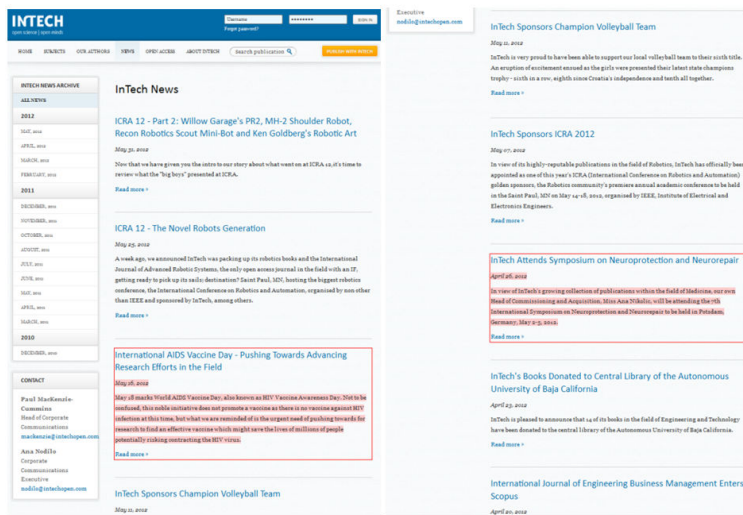 INTECH
open science | open minds
Username
********
SIGN IN
Forgot password?
HOME SUBJECTS OUR AUTHORS NEWS OPEN ACCESS ABOUT INTECH Search publication PUBLISH WITH INTECH
INTECH NEWS ARCHIVE
ALL NEWS
2012
MAY, 2012
APRIL, 2012
MARCH, 2012
FEBRUARY, 2012
2011
DECEMBER, 2011
NOVEMBER, 2011
OCTOBER, 2011
AUGUST, 2011
JULY, 2011
JUNE, 2011
MAY, 2011
APRIL, 2011
MARCH, 2011
2010
DECEMBER, 2010
CONTACT
Paul MacKenzie-
Cummins
Head of Corporate
Communications
mackenzie@intechopen.com
Ana Nodilo
Corporate
Communications
Executive
nodilo@intechopen.com
InTech News
ICRA 12 - Part 2: Willow Garage's PR2, MH-2 Shoulder Robot,
Recon Robotics Scout Mini-Bot and Ken Goldberg's Robotic Art
May 31, 2012
Now that we have given you the intro to our story about what went on at ICRA 12, it's time to
review what the "big boys" presented at ICRA.
Read more »
ICRA 12 - The Novel Robots Generation
May 25, 2012
A week ago, we announced InTech was packing up its robotics books and the International
Journal of Advanced Robotic Systems, the only open access journal in the field with an IF,
getting ready to pick up its sails: destination? Saint Paul, MN, hosting the biggest robotics
conference, the International Conference on Robotics and Automation, organised by non other
than IEEE and sponsored by InTech, among others.
Read more »
International AIDS Vaccine Day - Pushing Towards Advancing
Research Efforts in the Field
May 16, 2012
May 18 marks World AIDS Vaccine Day, also known as HIV Vaccine Awareness Day. Not to be
confused, this noble initiative does not promote a vaccine as there is no vaccine against HIV
infection at this time, but what we are reminded of is the urgent need of pushing towards for
research to find an effective vaccine which might save the lives of millions of people
potentially risking contracting the HIV virus.
Read more »
InTech Sponsors Champion Volleyball Team
May 11, 2012
Executive
nodilo@intechopen.com
InTech Sponsors Champion Volleyball Team
May 11, 2012
InTech is very proud to have been able to support our local volleyball team to their sixth title.
An eruption of excitement ensued as the girls were presented their latest state champions
trophy - sixth in a row, eighth since Croatia's independence and tenth all together.
Read more »
InTech Sponsors ICRA 2012
May 07, 2012
In view of its highly-reputable publications in the field of Robotics, InTech has officially been
appointed as one of this year's ICRA (International Conference on Robotics and Automation)
golden sponsors, the Robotics community's premiere annual academic conference to be held
in the Saint Paul, MN on May 14-18, 2012, organised by IEEE, Institute of Electrical and
Electronics Engineers.
Read more »
InTech Attends Symposium on Neuroprotection and Neurorepair
April 26, 2012
In view of InTech's growing collection of publications within the field of Medicine, our own
Head of Commissioning and Acquisition, Miss Ana Nikolic, will be attending the 7th
International Symposium on Neuroprotection and Neurorepair to be held in Potsdam,
Germany, May 2-5, 2012.
Read more »
InTech's Books Donated to Central Library of the Autonomous
University of Baja California
April 23, 2012
InTech is pleased to announce that 14 of its books in the field of Engineering and Technology
have been donated to the central library of the Autonomous University of Baja California.
Read more »
International Journal of Engineering Business Management Enters
Scopus
April 20, 2012